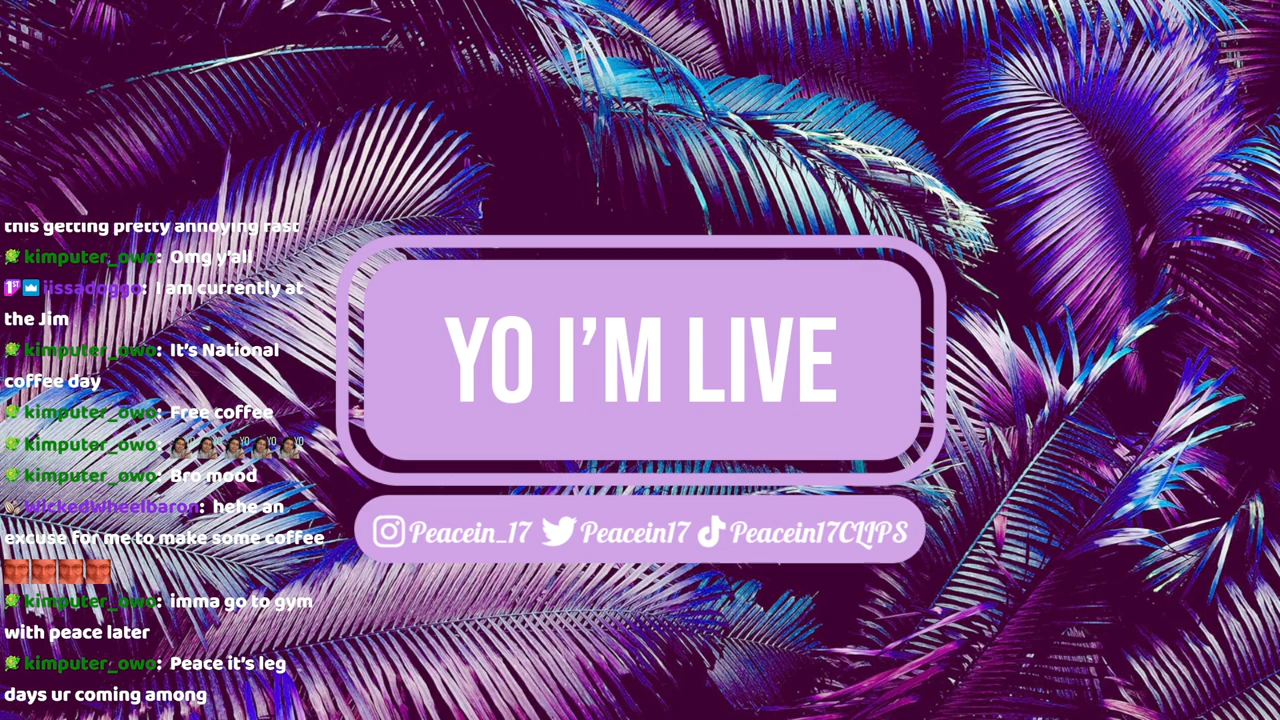 this getting pretty annoying fast
kimputer_owo: Omg y'all
iissadoggo: I am currently at
the Jim
kimputer_owo: It's National
coffee day
kimputer_owo: Free coffee
kimputer_owo:
kimputer_owo: Bro mood
WickedWheelbaron: hehe an
excuse for me to make some coffee
kimputer_owo: imma go to gym
with peace later
kimputer_owo: Peace it's leg
days ur coming among
YO I'M LIVE
Peacein_17 Peacein17 Peacein17CLIPS